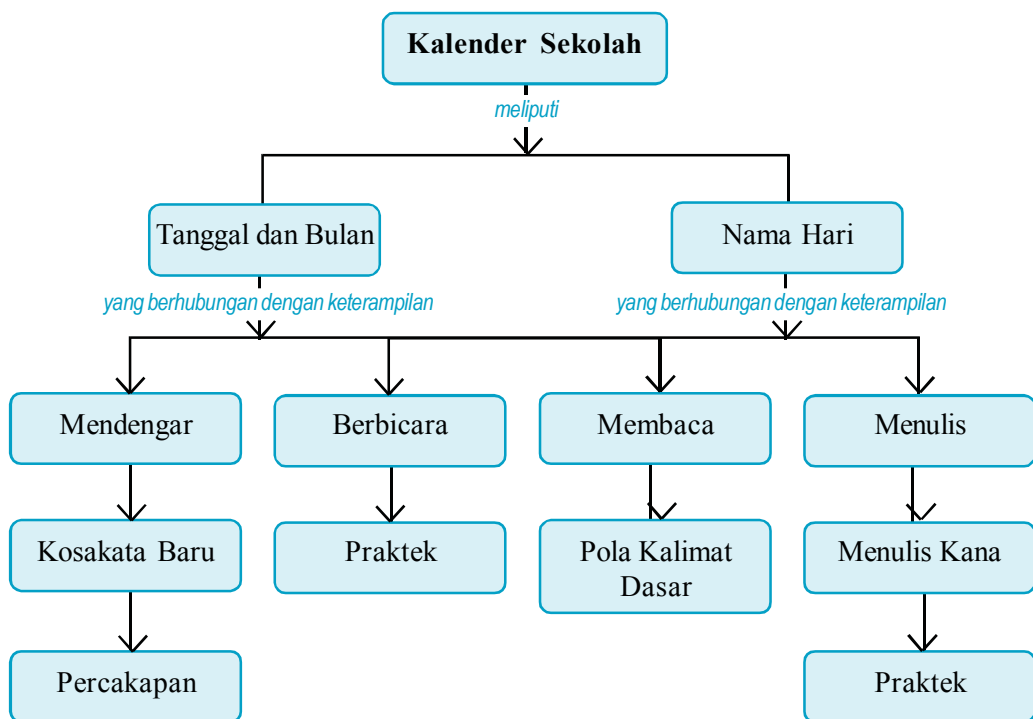 Kalender Sekolah
meliputi
Tanggal dan Bulan
Nama Hari
yang berhubungan dengan keterampilan
yang berhubungan dengan keterampilan
Mendengar
Berbicara
Membaca
Menulis
Kosakata Baru
Praktek
Pola Kalimat
Dasar
Menulis Kana
Percakapan
Praktek